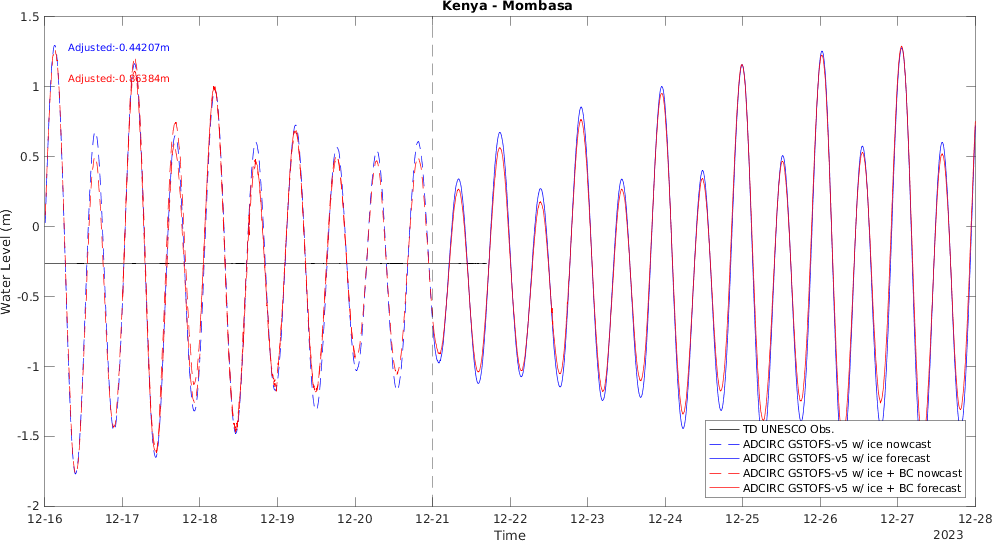 Kenya - Mombasa
Adjusted:-0.44207m
Adjusted:-0.86384m
Water Level (m)
1.5
1
0.5
0
-0.5
-1
-1.5
-2
TD UNESCO Obs.
ADCIRC GSTOFS-v5 w/ ice nowcast
ADCIRC GSTOFS-v5 w/ ice forecast
ADCIRC GSTOFS-v5 w/ ice + BC nowcast
ADCIRC GSTOFS-v5 w/ ice + BC forecast
12-16 12-17 12-18 12-19 12-20 12-21 12-22 12-23 12-24 12-25 12-26 12-27 12-28
Time
2023